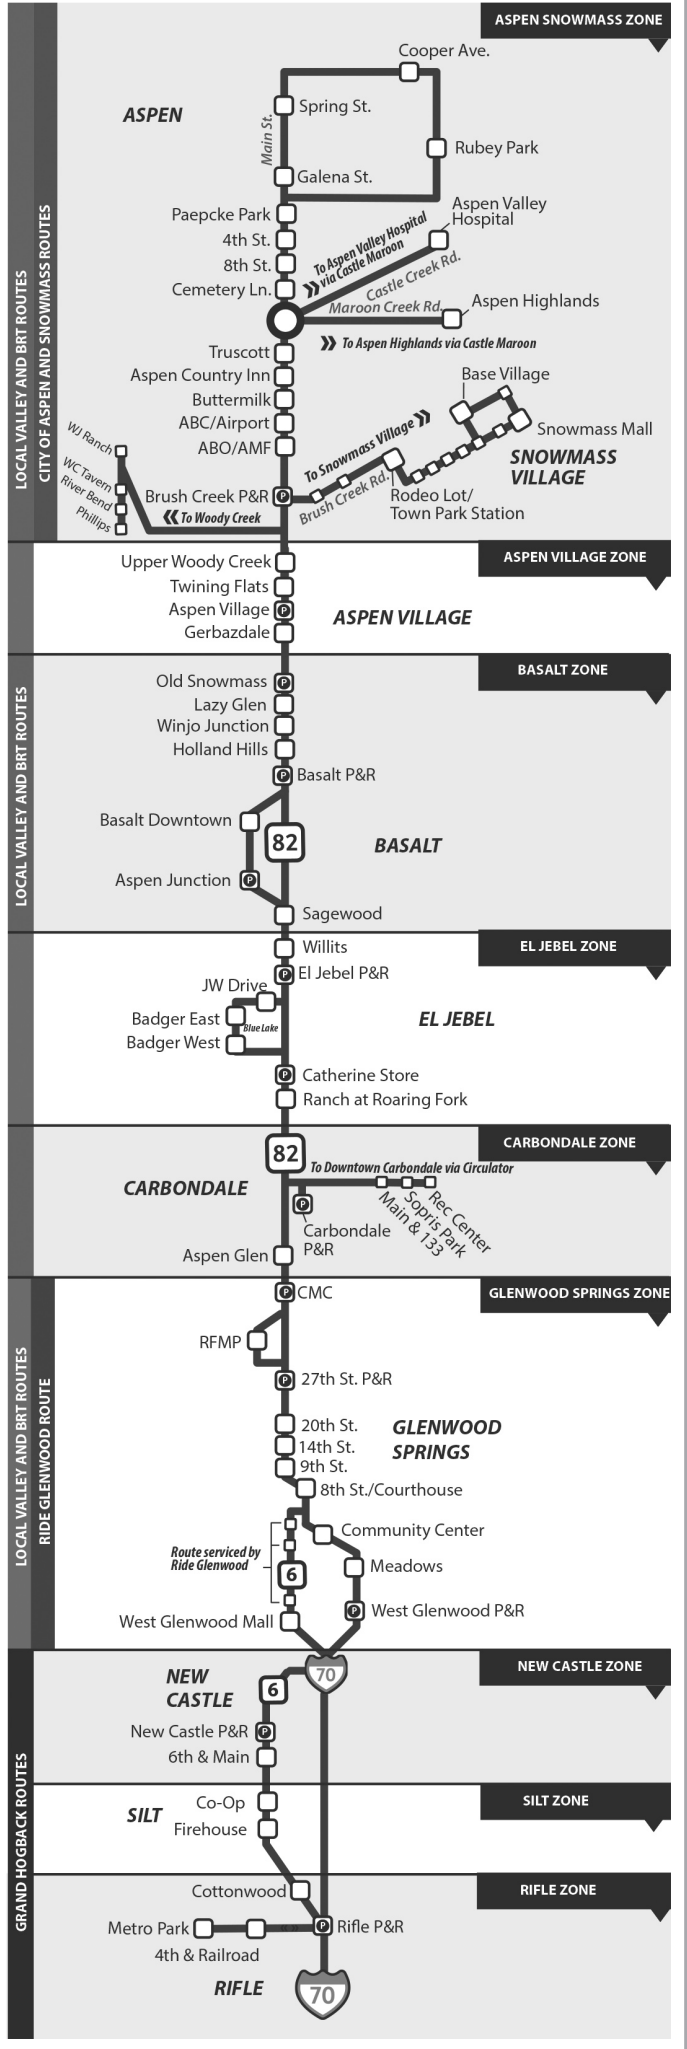 ASPEN SNOWMASS ZONE
Cooper Ave.
ASPEN
Spring St.
Main St.
Rubey Park
Galena St.
Aspen Valley
Hospital
Paepcke Park
4th St.
8th St.
Cemetery Ln.
To Aspen Valley Hospital
via Castle Maroon
Castle Creek Rd.
Maroon Creek Rd.
Aspen Highlands
To Aspen Highlands via Castle Maroon
Truscott
Aspen Country Inn
Buttermilk
ABC/Airport
ABO/AMF
Base Village
Snowmass Mall
SNOWMASS
VILLAGE
To Snowmass Village
Brush Creek Rd.
Rodeo Lot/
Town Park Station
WJ Ranch
WC Tavern
River Bend
Phillips
Brush Creek P&R
P
To Woody Creek
LOCAL VALLEY AND BRT ROUTES
CITY OF ASPEN AND SNOWMASS ROUTES
ASPEN VILLAGE ZONE
Upper Woody Creek
Twining Flats
Aspen Village
P
Gerbazdale
ASPEN VILLAGE
BASALT ZONE
Old Snowmass
P
Lazy Glen
Winjo Junction
Holland Hills
P
Basalt P&R
Basalt Downtown
82
BASALT
Aspen Junction
P
Sagewood
LOCAL VALLEY AND BRT ROUTES
EL JEBEL ZONE
Willits
P
El Jebel P&R
JW Drive
Badger East
Blue Lake
Badger West
EL JEBEL
P
Catherine Store
Ranch at Roaring Fork
CARBONDALE ZONE
82
To Downtown Carbondale via Circulator
CARBONDALE
P
Carbondale
P&R
Main & 133
Sopris Park
Rec Center
Aspen Glen
GLENWOOD SPRINGS ZONE
P
CMC
RFMP
P
27th St. P&R
20th St.
14th St.
9th St.
8th St./Courthouse
GLENWOOD
SPRINGS
Community Center
Route serviced by
Ride Glenwood
6
Meadows
P
West Glenwood P&R
West Glenwood Mall
LOCAL VALLEY AND BRT ROUTES
RIDE GLENWOOD ROUTE
NEW CASTLE ZONE
70
NEW
CASTLE
6
New Castle P&R
P
6th & Main
SILT ZONE
Co-Op
SILT
Firehouse
RIFLE ZONE
Cottonwood
Metro Park
P
Rifle P&R
4th & Railroad
RIFLE
70
GRAND HOGBACK ROUTES